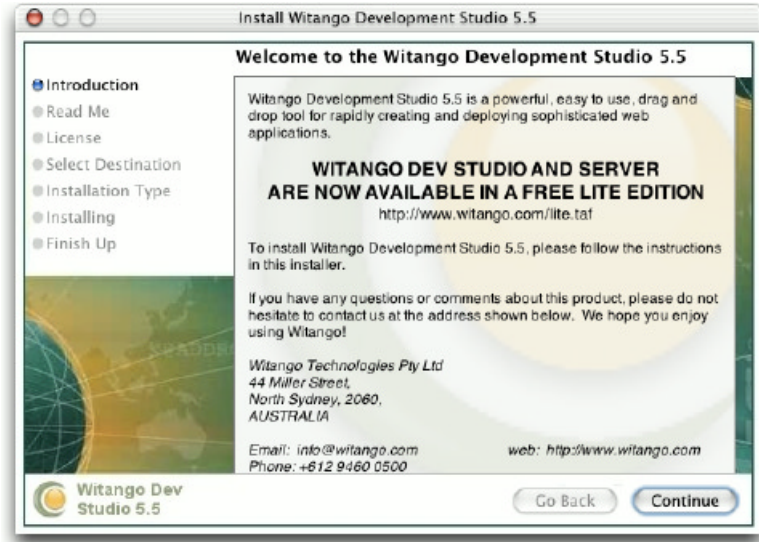 Install Witango Development Studio 5.5
Welcome to the Witango Development Studio 5.5
Introduction
Read Me
License
Select Destination
Installation Type
Installing
Finish Up
Witango Development Studio 5.5 is a powerful, easy to use, drag and
drop tool for rapidly creating and deploying sophisticated web
applications.
WITANGO DEV STUDIO AND SERVER
ARE NOW AVAILABLE IN A FREE LITE EDITION
http://www.witango.com/lite.taf
To install Witango Development Studio 5.5, please follow the instructions
in this installer.
If you have any questions or comments about this product, please do not
hesitate to contact us at the address shown below. We hope you enjoy
using Witango!
Witango Technologies Pty Ltd
44 Miller Street,
North Sydney, 2060,
AUSTRALIA
Email: info@witango.com web: http://www.witango.com
Phone: +612 9460 0500
Witango Dev
Studio 5.5
Go Back
Continue